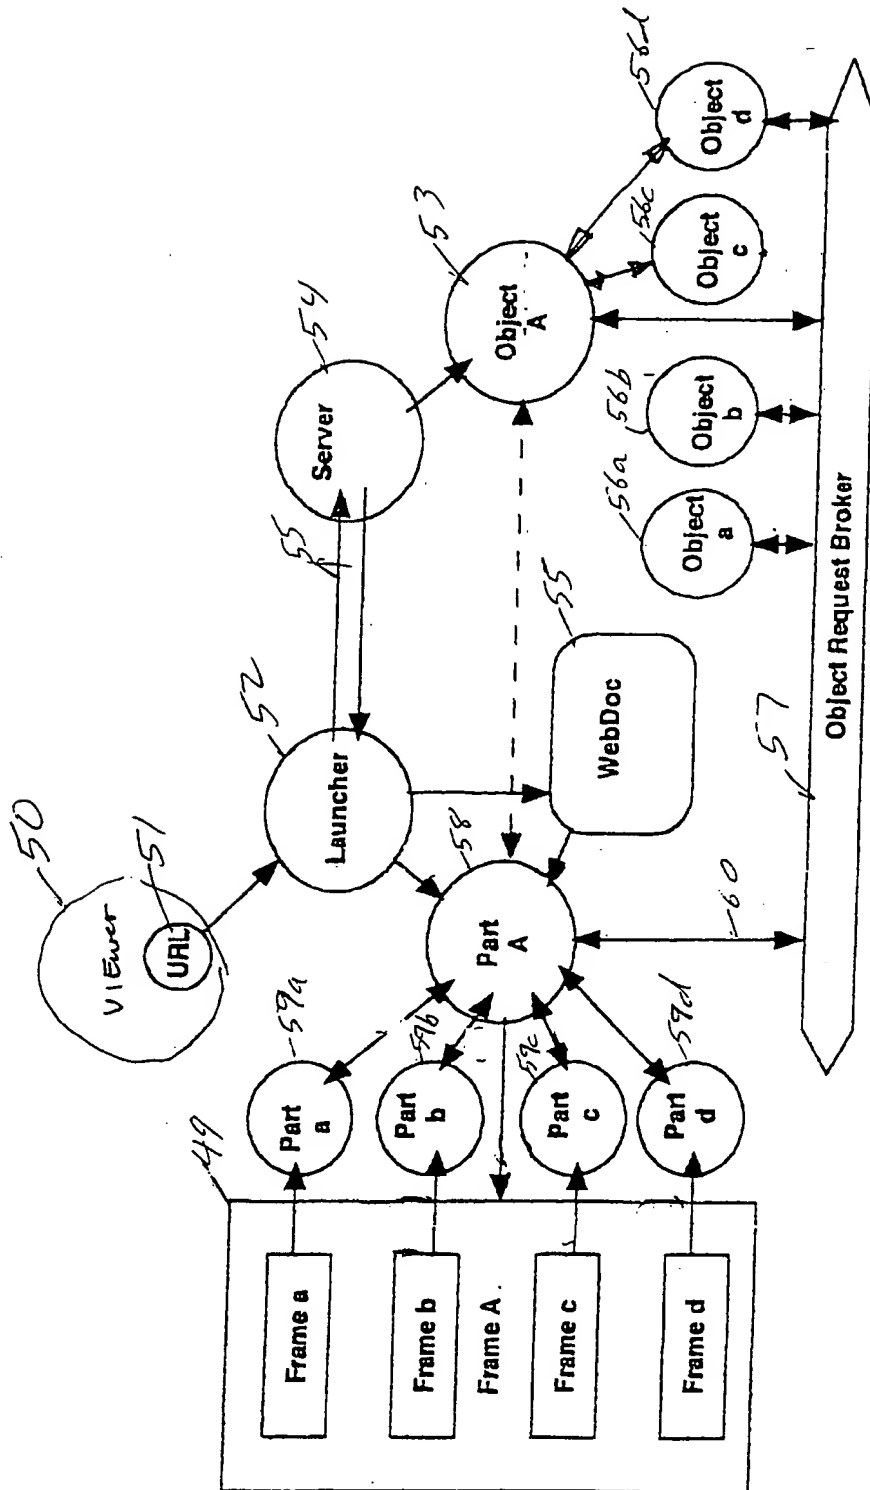 50
VIEwer
51
URL
52
Launcher
55
54
Server
53
Object
A
56d
Object
d
56c
Object
c
56b
Object
b
56a
Object
a
55
WebDoc
58
Part
A
60
57
Object Request Broker
59a
Part
a
59b
Part
b
59c
Part
c
59d
Part
d
49
Frame a
Frame b
Frame A.
Frame c
Frame d